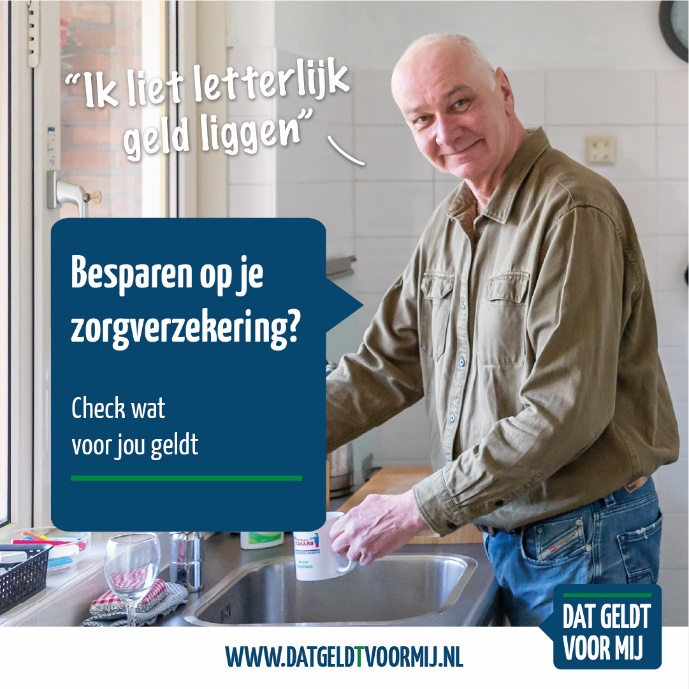 “Ik liet letterlijk
geld liggen”
Besparen op je
zorgverzekering?
Check wat
voor jou geldt
DAT GELDT
VOOR MIJ
WWW.DATGELDTVOORMIJ.NL